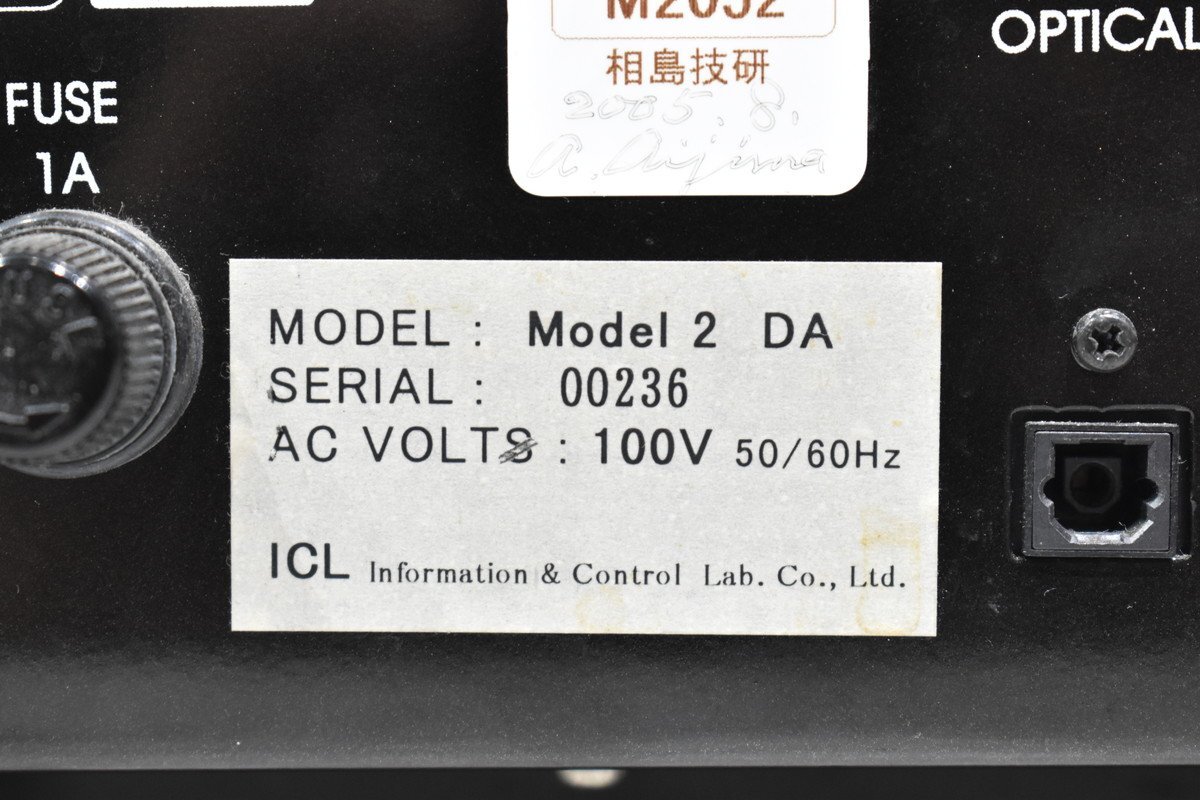 M2052
相島技研
2005.8.
A. Aijima
OPTICAL
FUSE
1A
MODEL : Model 2 DA
SERIAL : 00236
AC VOLTS : 100V 50/60Hz
ICL Information & Control Lab. Co., Ltd.